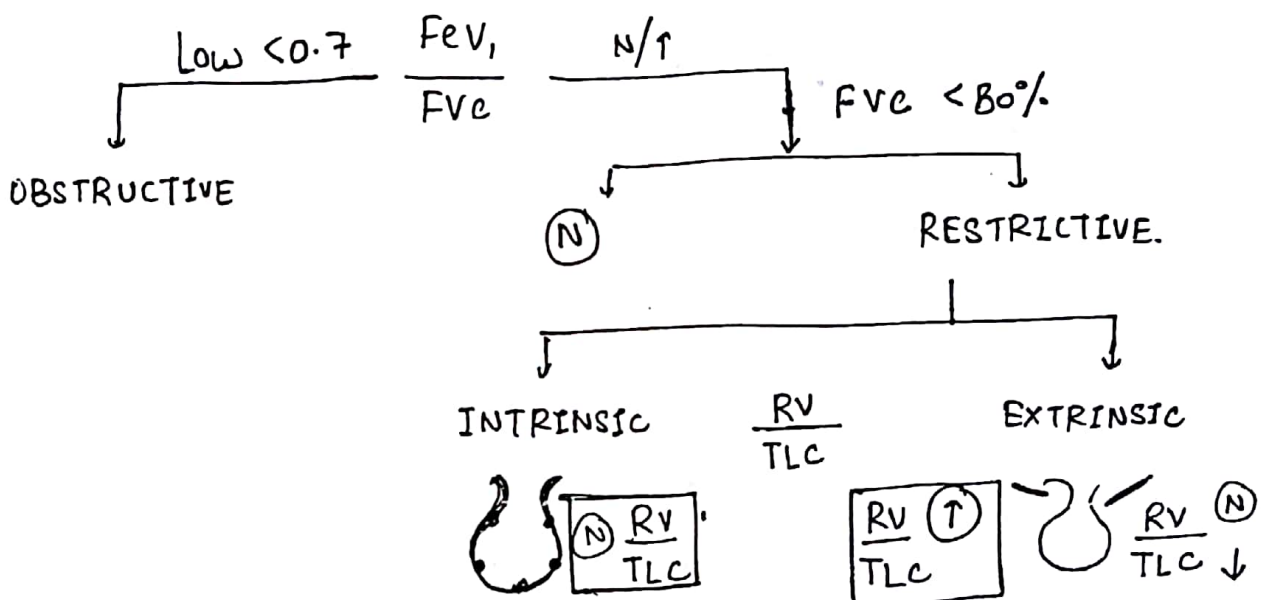 Low <0.7 FeV₁/FVC N/↑
FVC <80%
OBSTRUCTIVE
N RESTRICTIVE.
INTRINSIC RV/TLC EXTRINSIC
N RV/TLC RV/TLC ↑ RV N/TLC ↓